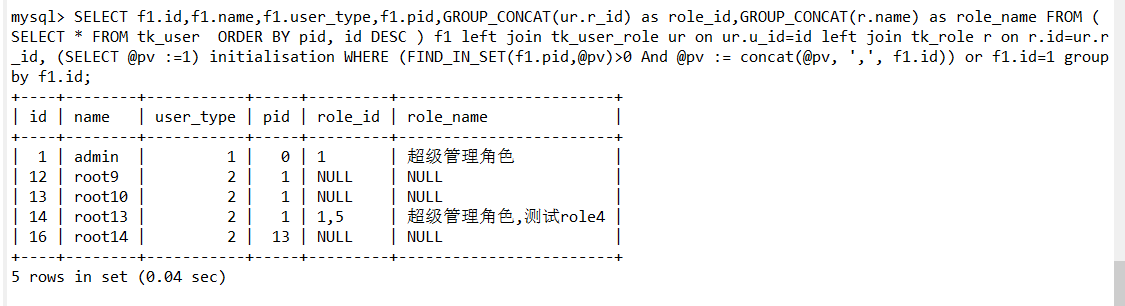 mysql> SELECT f1.id,f1.name,f1.user_type,f1.pid,GROUP_CONCAT(ur.r_id) as role_id,GROUP_CONCAT(r.name) as role_name FROM (
SELECT * FROM tk_user  ORDER BY pid, id DESC ) f1 left join tk_user_role ur on ur.u_id=id left join tk_role r on r.id=ur.r
_id, (SELECT @pv :=1) initialisation WHERE (FIND_IN_SET(f1.pid,@pv)>0 And @pv := concat(@pv, ',', f1.id)) or f1.id=1 group
by f1.id;
+----+--------+-----------+-----+---------+------------------------+
| id | name   | user_type | pid | role_id | role_name              |
+----+--------+-----------+-----+---------+------------------------+
|  1 | admin  |         1 |   0 | 1       | 超级管理角色           |
| 12 | root9  |         2 |   1 | NULL    | NULL                   |
| 13 | root10 |         2 |   1 | NULL    | NULL                   |
| 14 | root13 |         2 |   1 | 1,5     | 超级管理角色,测试role4 |
| 16 | root14 |         2 |  13 | NULL    | NULL                   |
+----+--------+-----------+-----+---------+------------------------+
5 rows in set (0.04 sec)